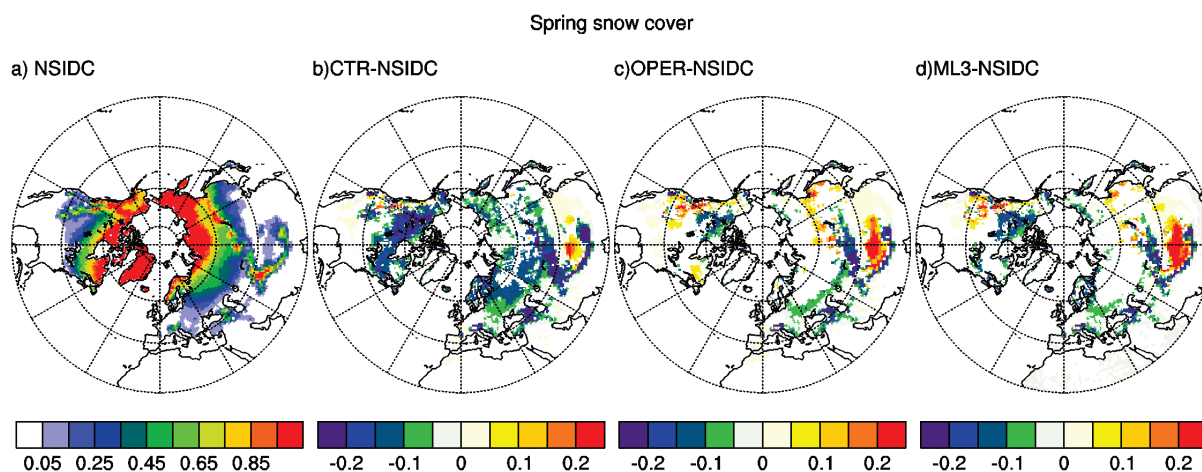 Spring snow cover
a) NSIDC
b)CTR-NSIDC
c)OPER-NSIDC
d)ML3-NSIDC
0.05 0.25 0.45 0.65 0.85
-0.2 -0.1 0 0.1 0.2
-0.2 -0.1 0 0.1 0.2
-0.2 -0.1 0 0.1 0.2